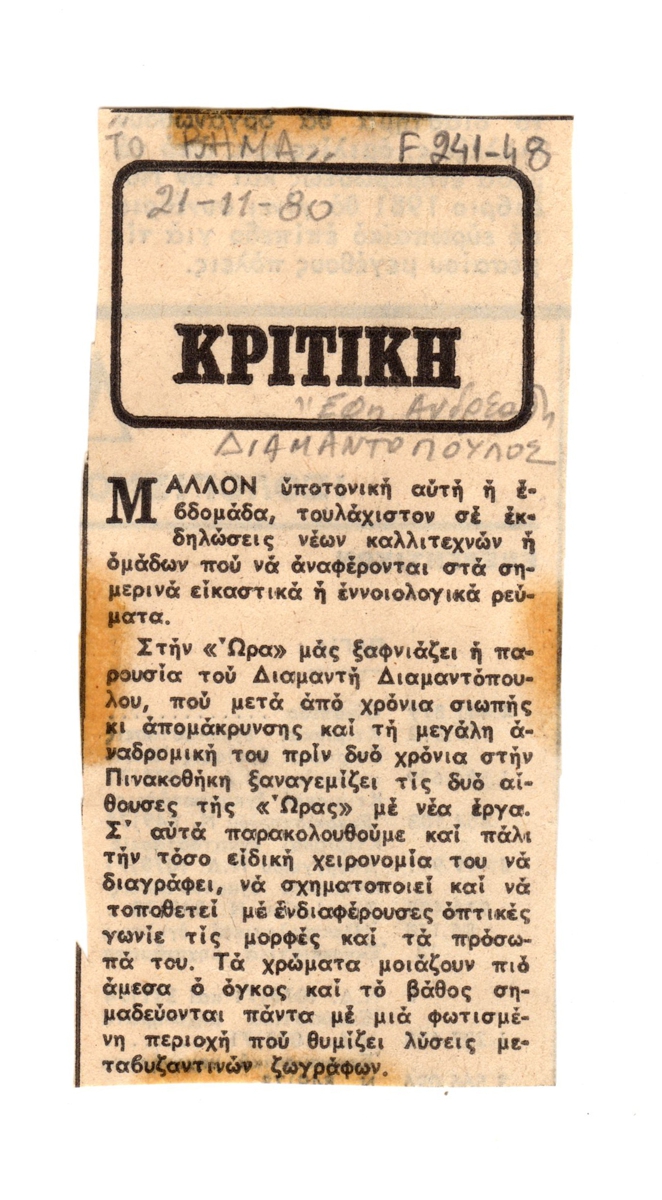 ΤΟ ΒΗΜΑ,, F 241-48
21-11-80
ΚΡΙΤΙΚΗ
"Εφη Ανδρεάδη
ΔΙΑΜΑΝΤΟΠΟΥΛΟΣ
ΜΑΛΛΟΝ ὑποτονική αὐτή ἡ ἑ-
βδομάδα, τουλάχιστον σέ ἐκ-
δηλώσεις νέων καλλιτεχνών ἤ
ὁμάδων πού νά ἀναφέρονται στά ση-
μερινά εἰκαστικά ἤ ἐννοιολογικά ρεύ-
ματα.
Στήν «Ὥρα» μᾶς ξαφνιάζει ἡ πα-
ρουσία τοῦ Διαμαντῆ Διαμαντόπου-
λου, πού μετά ἀπό χρόνια σιωπῆς
κι ἀπομάκρυνσης καί τή μεγάλη ἀ-
ναδρομική του πρίν δυό χρόνια στήν
Πινακοθήκη ξαναγεμίζει τίς δυό αἴ-
θουσες τῆς «Ὥρας» μέ νέα ἔργα.
Σ' αὐτά παρακολουθοῦμε καί πάλι
τήν τόσο εἰδική χειρονομία του νά
διαγράφει, νά σχηματοποιεῖ καί νά
τοποθετεῖ μέ ἐνδιαφέρουσες ὀπτικές
γωνίε τίς μορφές καί τά πρόσω-
πά του. Τά χρώματα μοιάζουν πιό
ἄμεσα ὁ ὄγκος καί τό βάθος ση-
μαδεύονται πάντα μέ μιά φωτισμέ-
νη περιοχή πού θυμίζει λύσεις με-
ταβυζαντινῶν ζωγράφων.